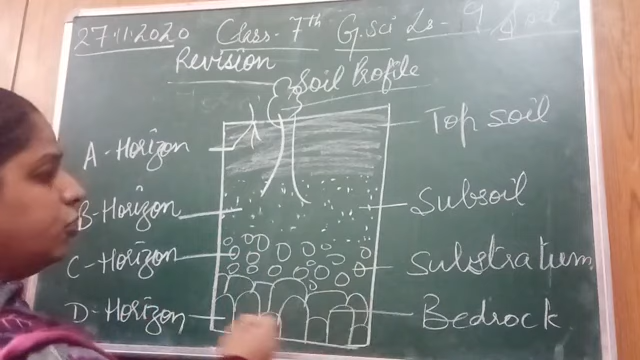 27.11.2020 Class- 7th G.sci Ls- 9 Soil
Revision
Soil Profile
A-Horizon Top soil
B-Horizon Subsoil
C-Horizon Substratum
D-Horizon Bedrock